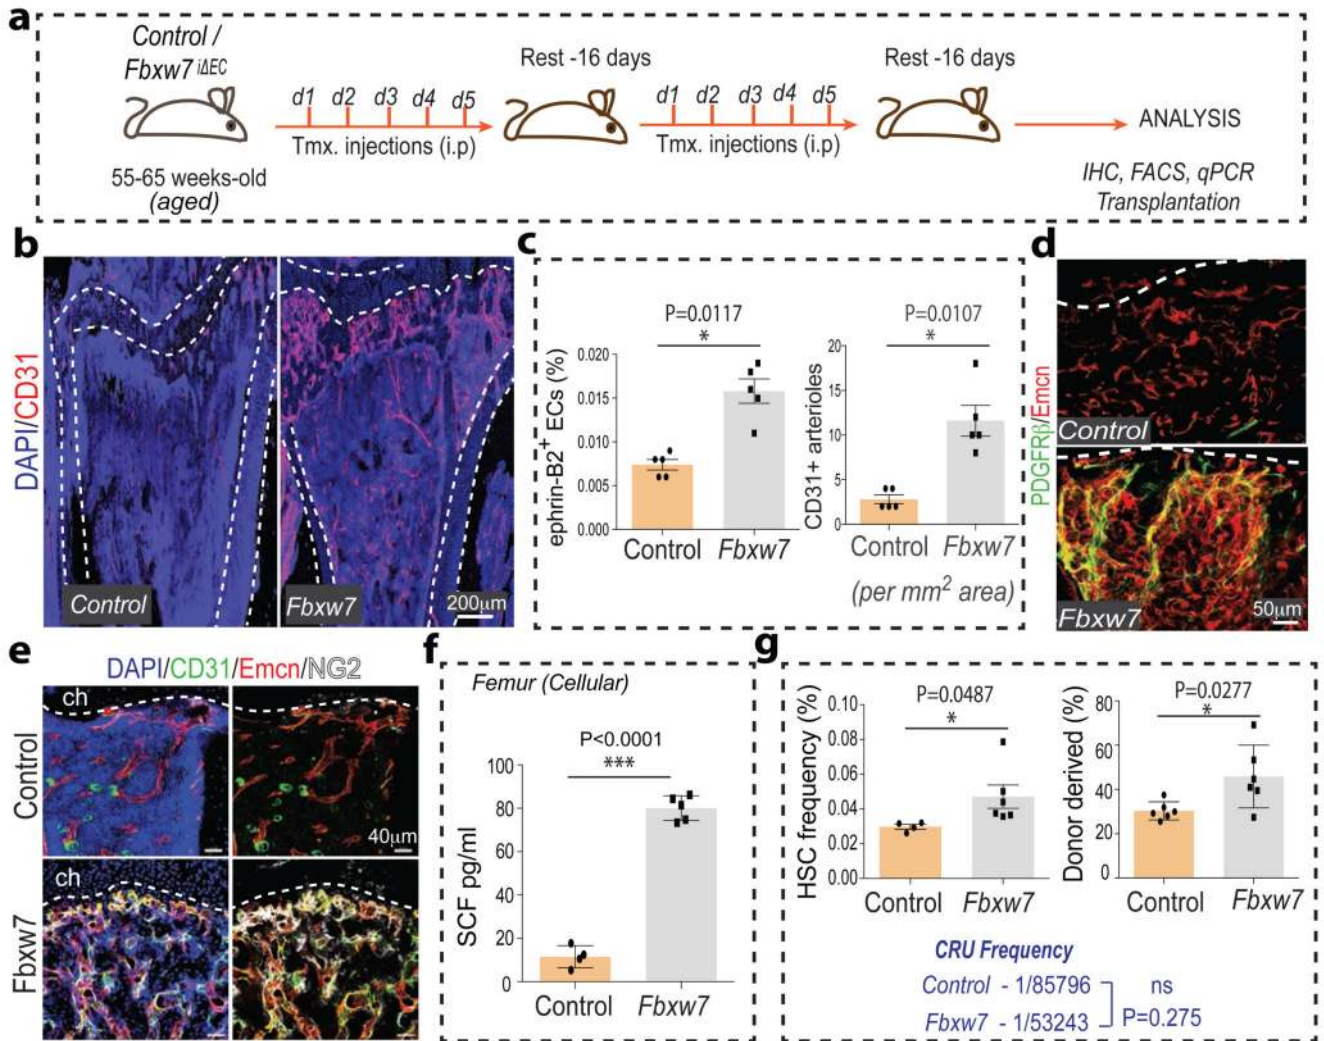 a
Control /
Fbxw7 iΔEC
55-65 weeks-old
(aged)
d1 d2 d3 d4 d5
Tmx. injections (i.p)
Rest -16 days
d1 d2 d3 d4 d5
Tmx. injections (i.p)
Rest -16 days
ANALYSIS
IHC, FACS, qPCR
Transplantation
b
DAPI/CD31
Control
Fbxw7
200μm
c
P=0.0117
*
ephrin-B2+ ECs (%)
0.020
0.015
0.010
0.005
0.000
Control Fbxw7
P=0.0107
*
CD31+ arterioles
20
15
10
5
0
Control Fbxw7
(per mm2 area)
d
PDGFRβ/Emcn
Control
Fbxw7
50μm
e
DAPI/CD31/Emcn/NG2
Control
ch
40μm
Fbxw7
ch
f
Femur (Cellular)
P<0.0001
***
SCF pg/ml
100
80
60
40
20
0
Control Fbxw7
g
P=0.0487
*
HSC frequency (%)
0.10
0.08
0.06
0.04
0.02
0.00
Control Fbxw7
P=0.0277
*
Donor derived (%)
80
60
40
20
0
Control Fbxw7
CRU Frequency
Control - 1/85796
Fbxw7 - 1/53243
ns
P=0.275